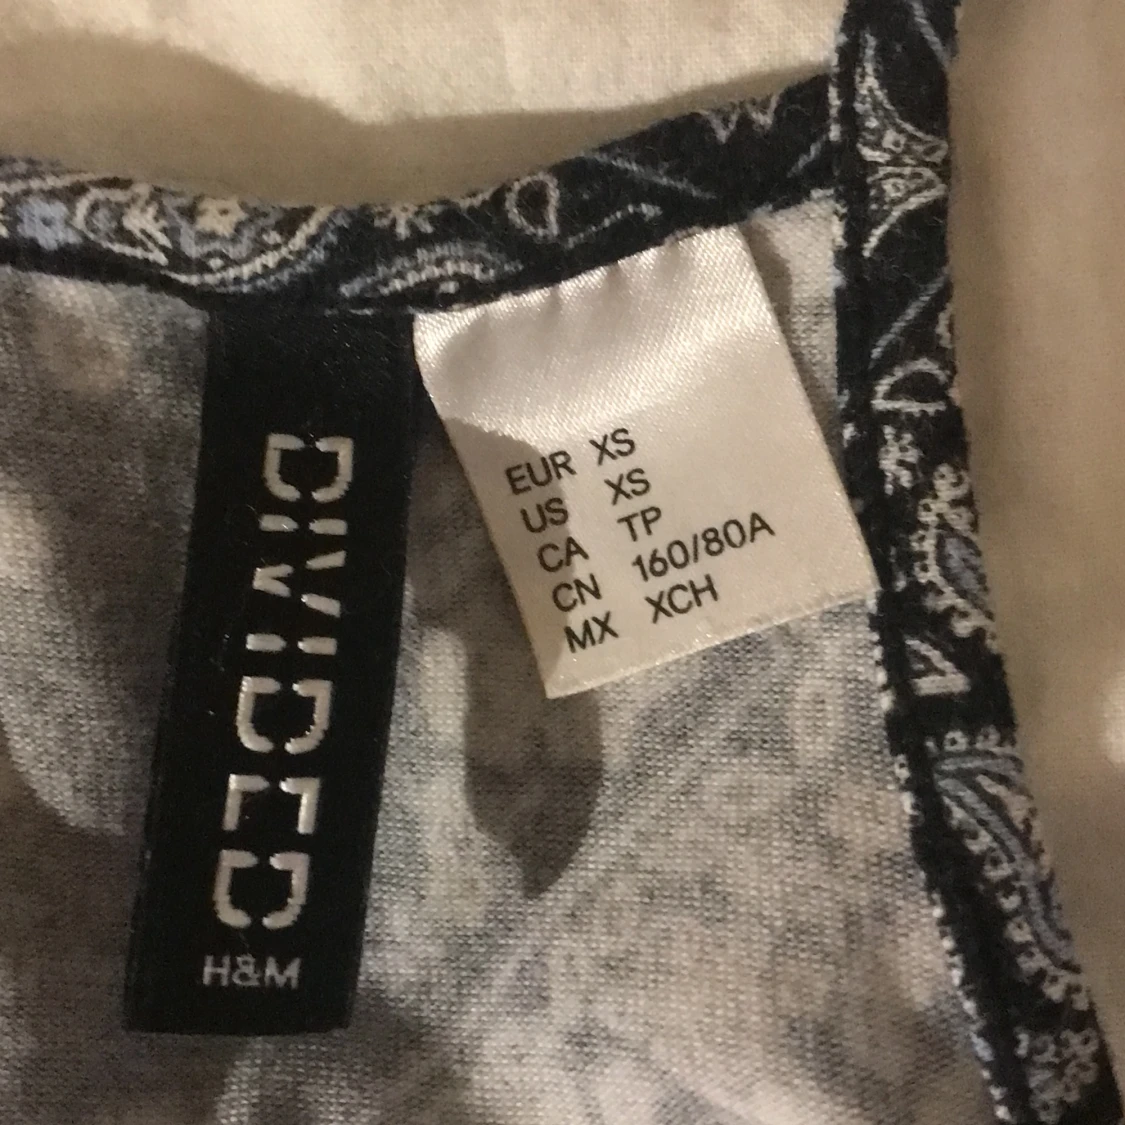 DIVIDED
H&M
EUR XS
US XS
CA TP
CN 160/80A
MX XCH